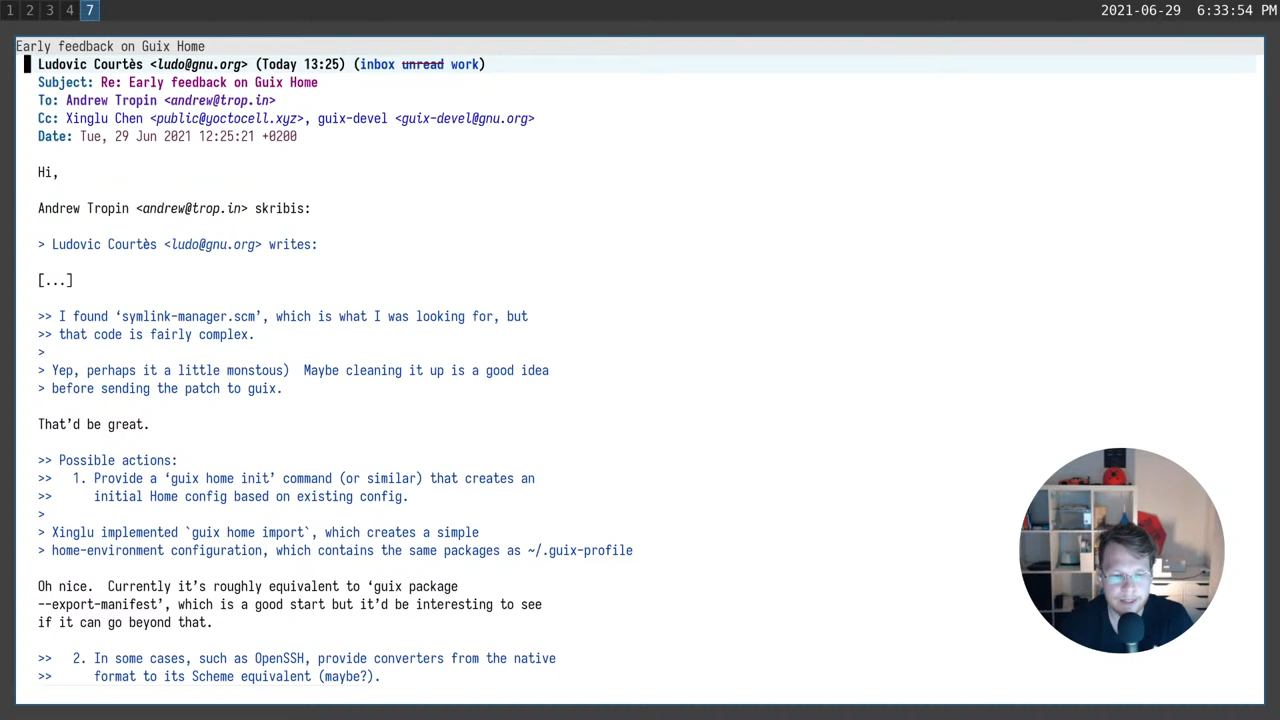 1 2 3 4 7
2021-06-29 6:33:54 PM
Early feedback on Guix Home
Ludovic Courtès <ludo@gnu.org> (Today 13:25) (inbox unread work)
Subject: Re: Early feedback on Guix Home
To: Andrew Tropin <andrew@trop.in>
Cc: Xinglu Chen <public@yoctocell.xyz>, guix-devel <guix-devel@gnu.org>
Date: Tue, 29 Jun 2021 12:25:21 +0200
Hi,
Andrew Tropin <andrew@trop.in> skribis:
> Ludovic Courtès <ludo@gnu.org> writes:
[...]
>> I found ‘symlink-manager.scm’, which is what I was looking for, but
>> that code is fairly complex.
>
> Yep, perhaps it a little monstous)  Maybe cleaning it up is a good idea
> before sending the patch to guix.
That’d be great.
>> Possible actions:
>>   1. Provide a ‘guix home init’ command (or similar) that creates an
>>      initial Home config based on existing config.
>
> Xinglu implemented `guix home import`, which creates a simple
> home-environment configuration, which contains the same packages as ~/.guix-profile
Oh nice.  Currently it’s roughly equivalent to ‘guix package
--export-manifest’, which is a good start but it’d be interesting to see
if it can go beyond that.
>>   2. In some cases, such as OpenSSH, provide converters from the native
>>      format to its Scheme equivalent (maybe?).